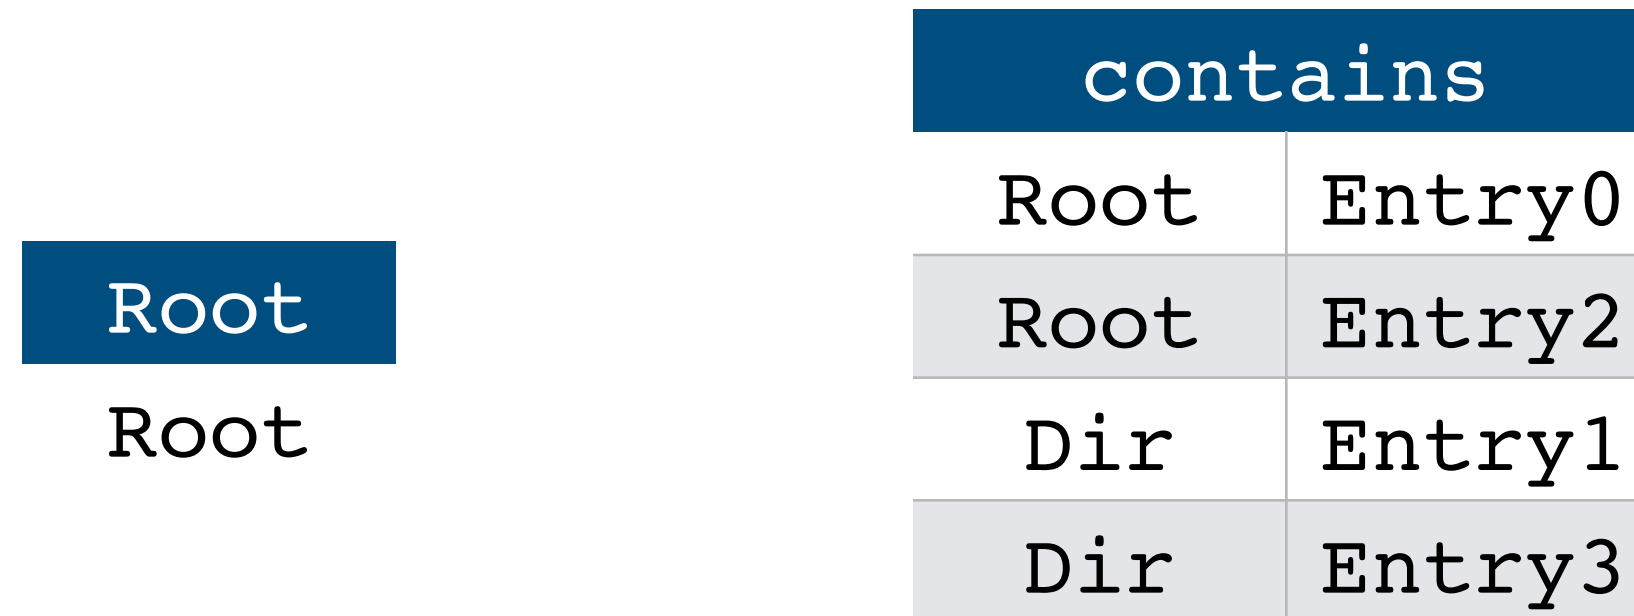 Root
Root
contains
Root Entry0
Root Entry2
Dir Entry1
Dir Entry3